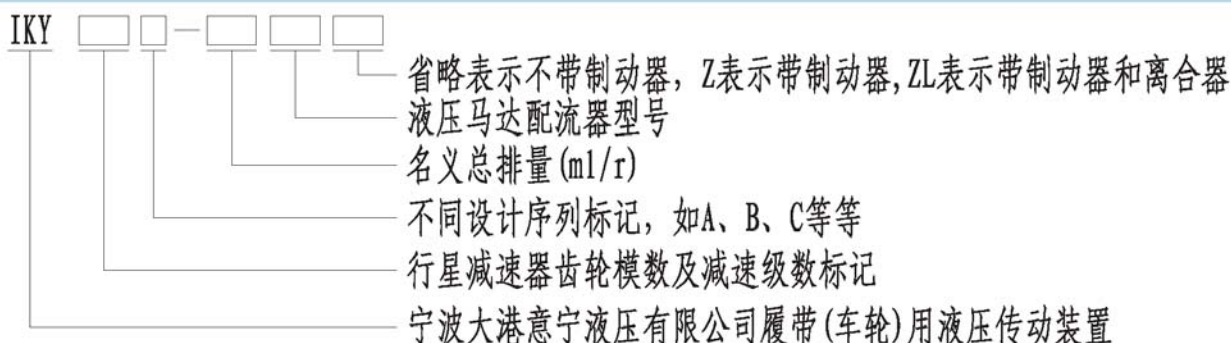 IKY —
省略表示不带制动器，Z表示带制动器,ZL表示带制动器和离合器
液压马达配流器型号
名义总排量(ml/r)
不同设计序列标记，如A、B、C等等
行星减速器齿轮模数及减速级数标记
宁波大港意宁液压有限公司履带(车轮)用液压传动装置